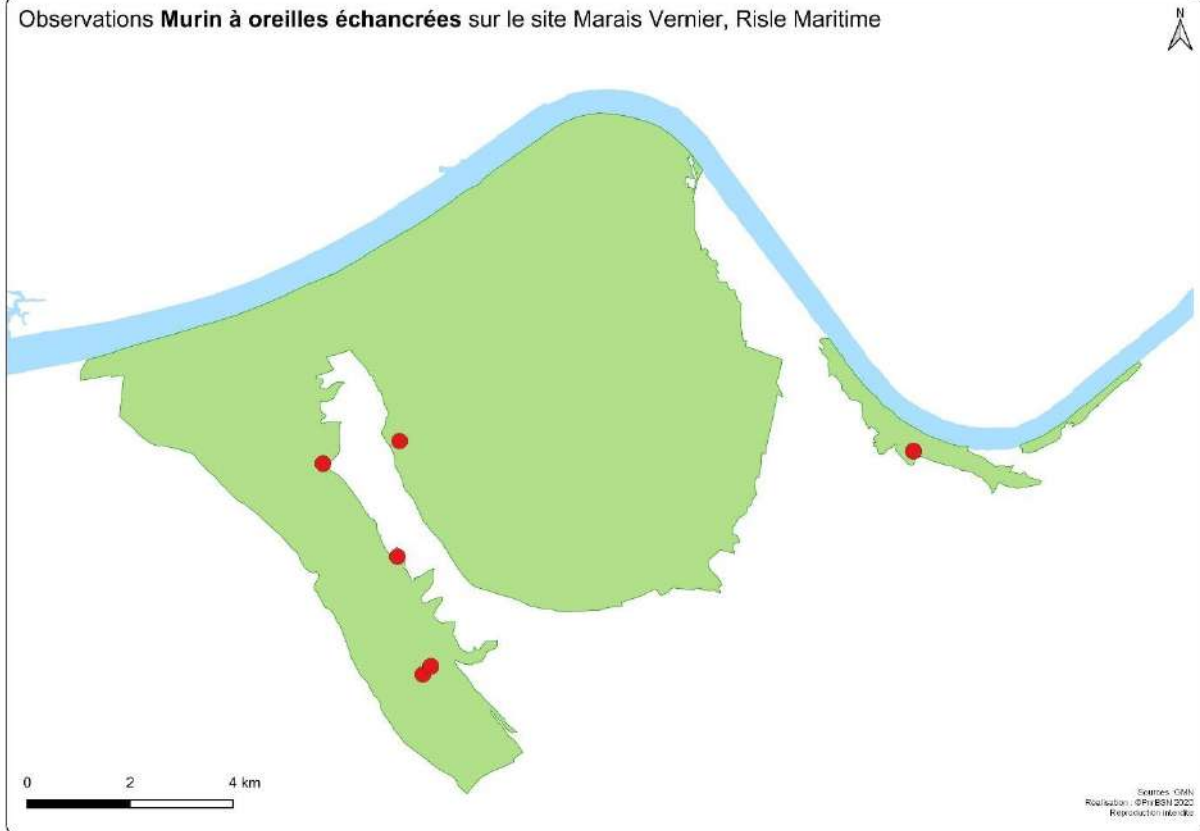 Observations Murin à oreilles échancrées sur le site Marais Vernier, Risle Maritime
N
0 2 4 km
Sources GMN
Réalisation : ©PnrBSN 2020
Reproduction interdite